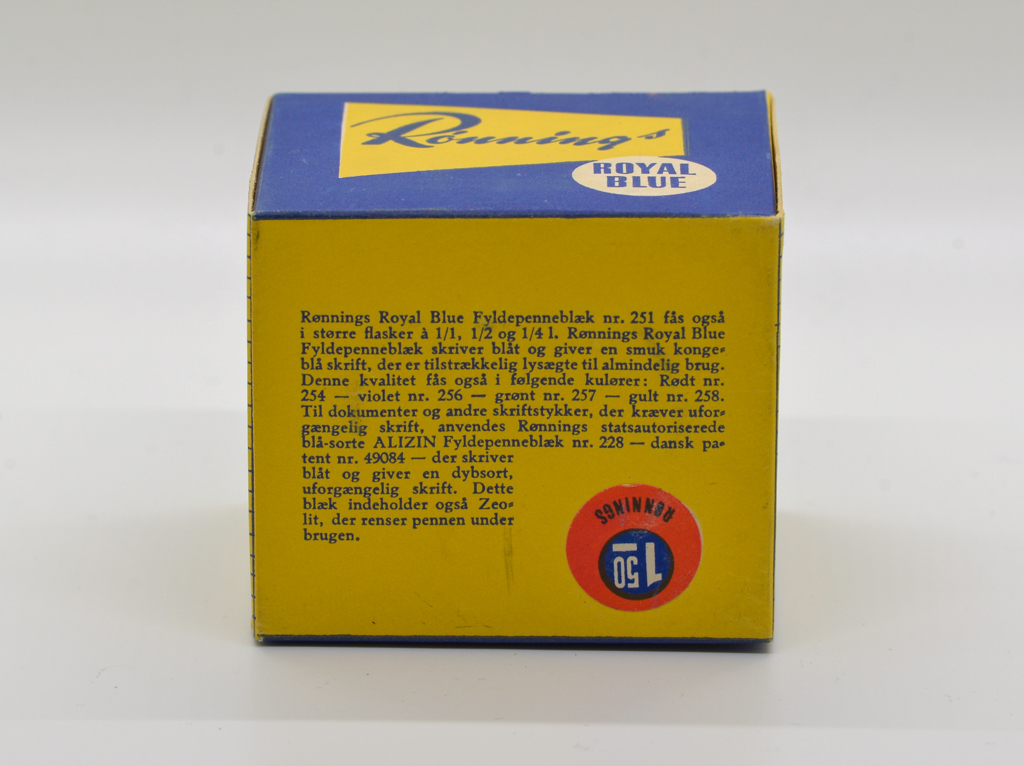 Rønnings
ROYAL
BLUE
Rønnings Royal Blue Fyldepenneblæk nr. 251 fås også
i større flasker à 1/1, 1/2 og 1/4 l. Rønnings Royal Blue
Fyldepenneblæk skriver blåt og giver en smuk konge-
blå skrift, der er tilstrækkelig lysægte til almindelig brug.
Denne kvalitet fås også i følgende kulører: Rødt nr.
254 — violet nr. 256 — grønt nr. 257 — gult nr. 258.
Til dokumenter og andre skriftstykker, der kræver ufor-
gængelig skrift, anvendes Rønnings statsautoriserede
blå-sorte ALIZIN Fyldepenneblæk nr. 228 — dansk pa-
tent nr. 49084 — der skriver
blåt og giver en dybsort,
uforgængelig skrift. Dette
blæk indeholder også Zeo-
lit, der renser pennen under
brugen.
RØNNINGS
1 50